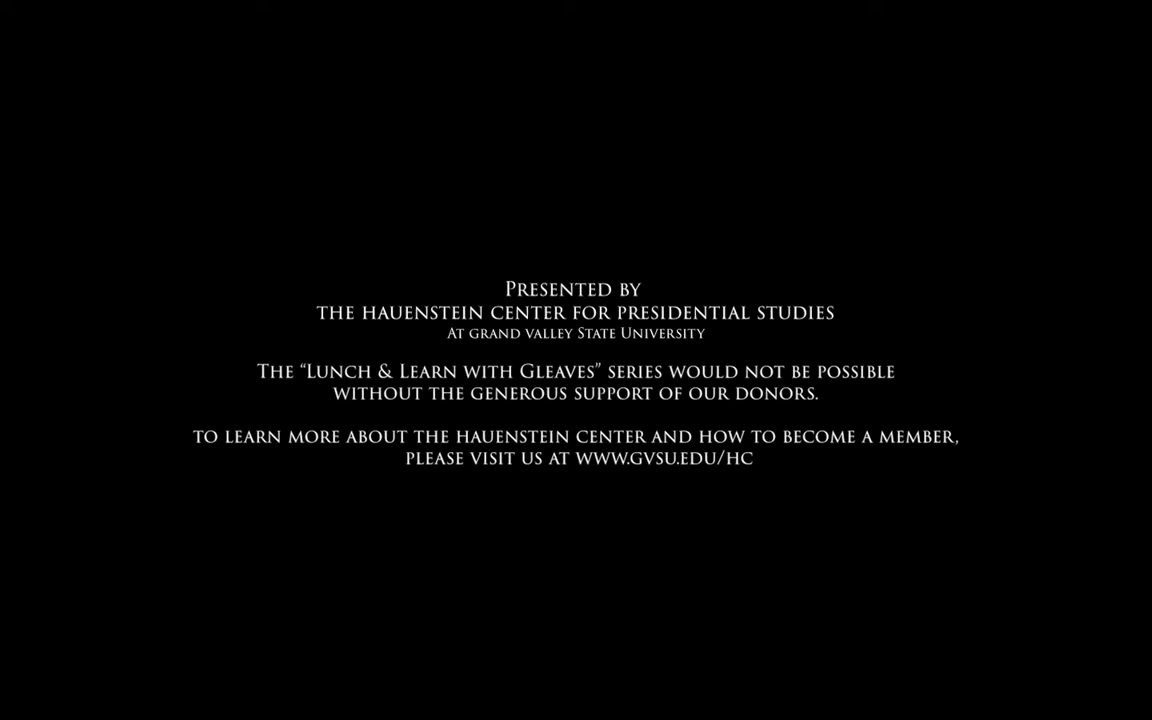 Presented by
the Hauenstein Center for Presidential Studies
At Grand Valley State University
The “Lunch & Learn with Gleaves” series would not be possible
without the generous support of our donors.
to learn more about the Hauenstein Center and how to become a member,
please visit us at www.gvsu.edu/hc